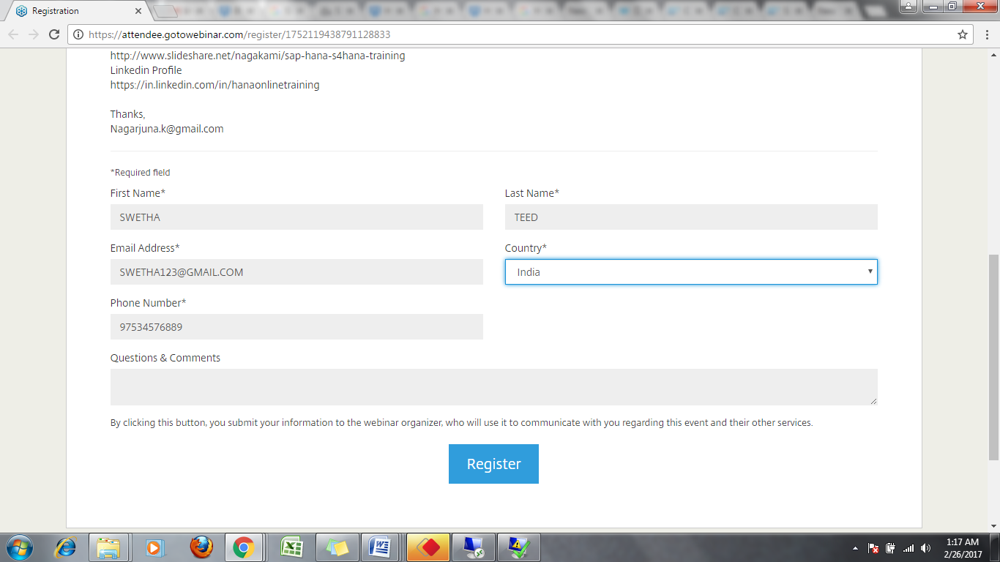 Registration
https://attendee.gotowebinar.com/register/1752119438791128833
http://www.slideshare.net/nagakami/sap-hana-s4hana-training
Linkedin Profile
https://in.linkedin.com/in/hanaonlinetraining
Thanks,
Nagarjuna.k@gmail.com
*Required field
First Name* Last Name*
SWETHA TEED
Email Address* Country*
SWETHA123@GMAIL.COM India
Phone Number*
97534576889
Questions & Comments
By clicking this button, you submit your information to the webinar organizer, who will use it to communicate with you regarding this event and their other services.
Register
1:17 AM
2/26/2017